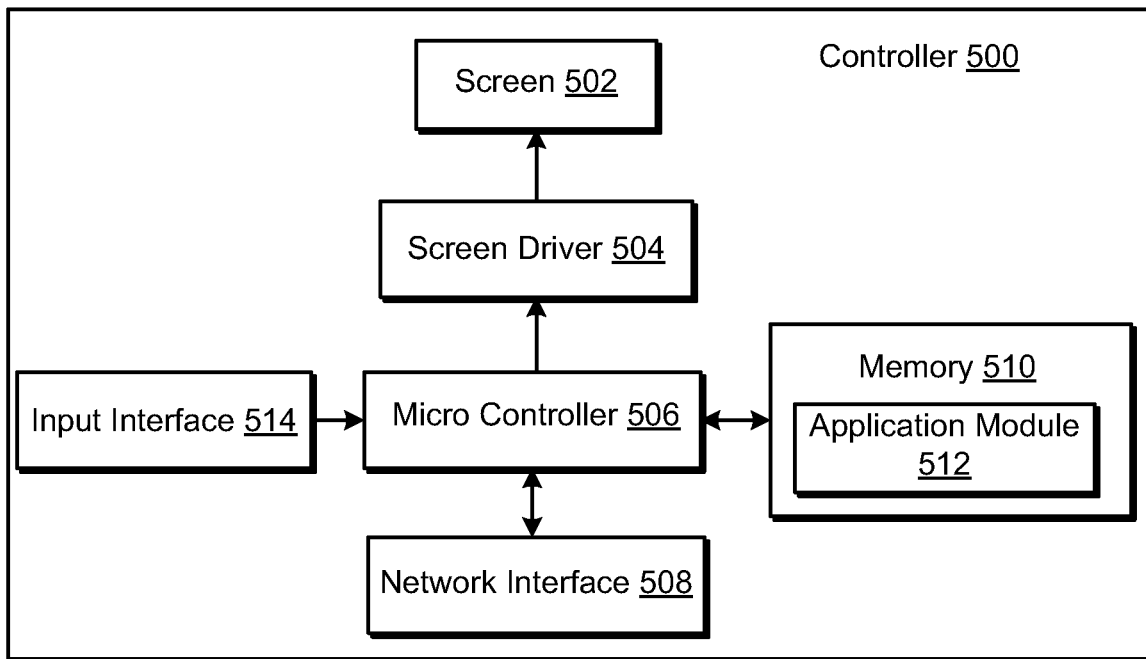 Controller 500
Screen 502
Screen Driver 504
Memory 510
Input Interface 514
Micro Controller 506
Application Module
512
Network Interface 508